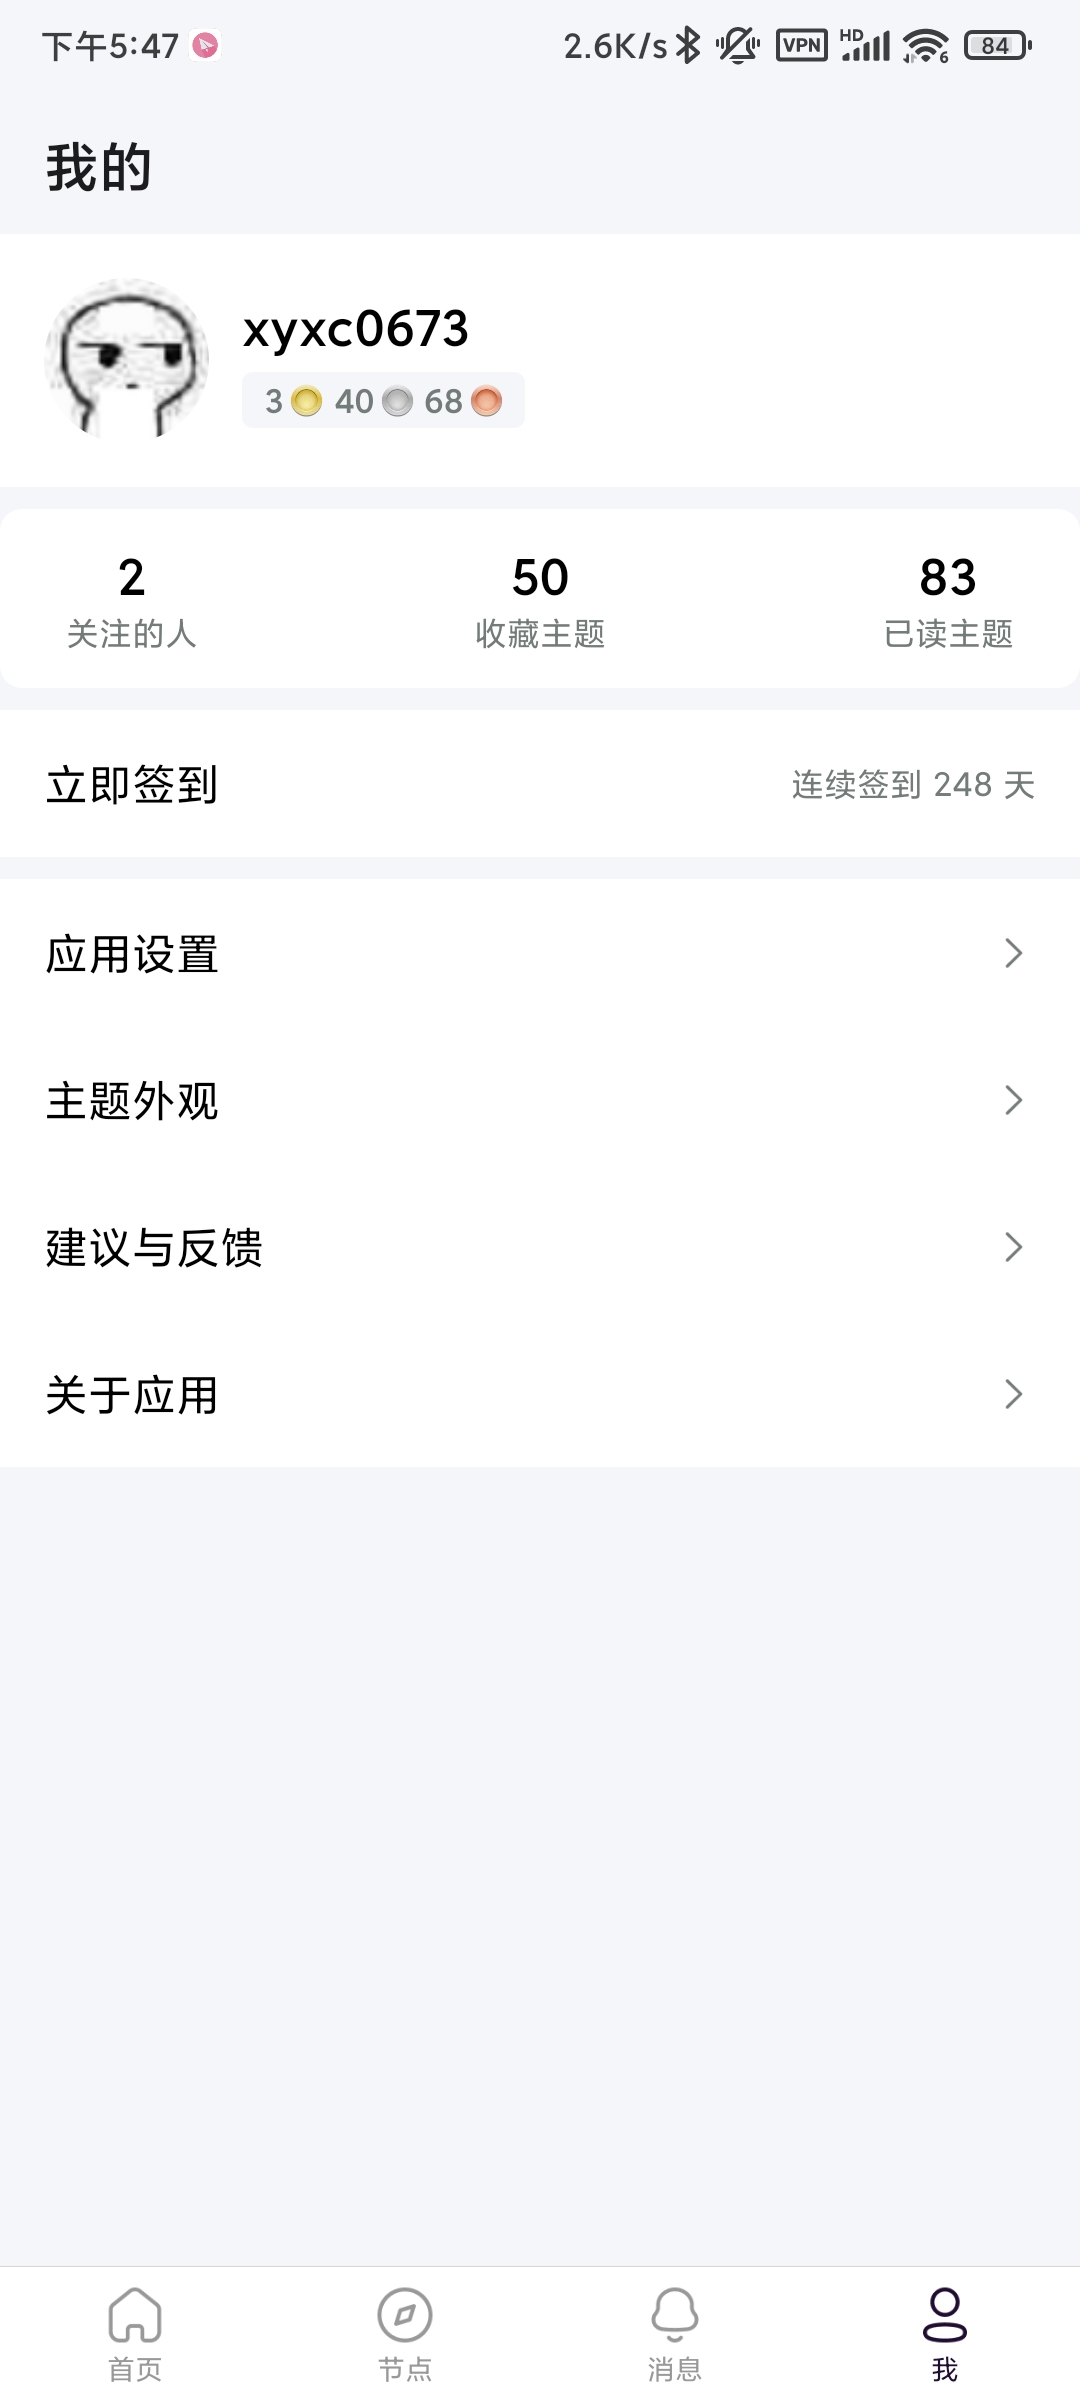 下午5:47 2.6K/s VPN HD 6 84
我的
xyxc0673
3 40 68
2 50 83
关注的人 收藏主题 已读主题
立即签到 连续签到 248 天
应用设置
主题外观
建议与反馈
关于应用
首页 节点 消息 我